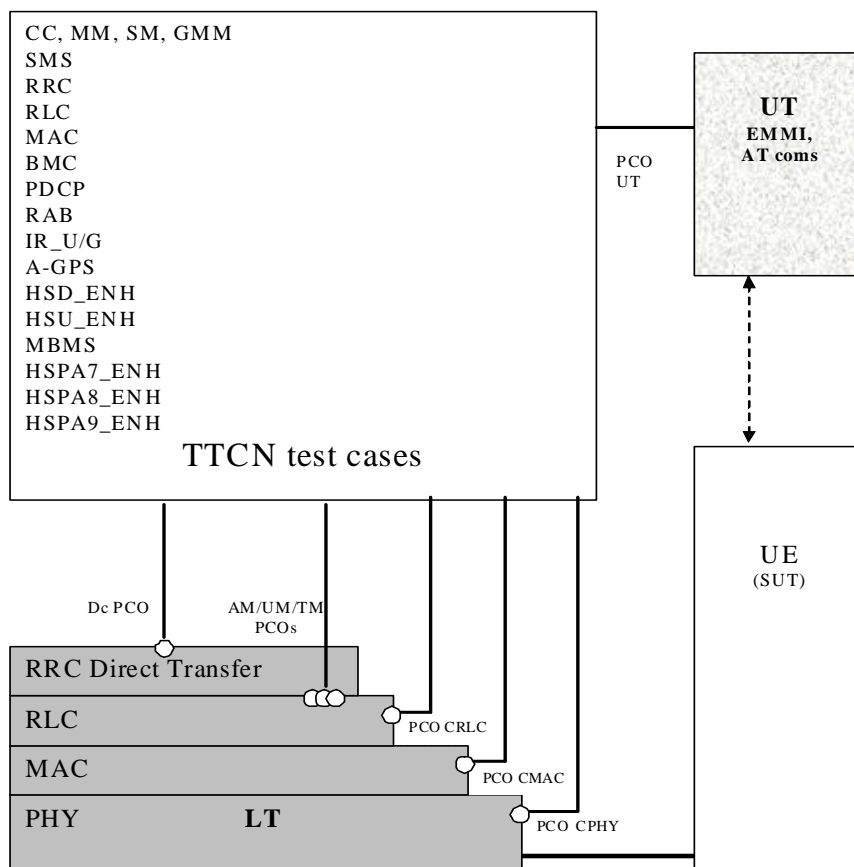 CC, MM, SM, GMM
SMS
RRC
RLC
MAC
BMC
PDCP
RAB
IR_U/G
A-GPS
HSD_ENH
HSU_ENH
MBMS
HSPA7_ENH
HSPA8_ENH
HSPA9_ENH
TTCN test cases
PCO
UT
UT
EMMI,
AT coms
UE
(SUT)
Dc PCO
AM/UM/TM
PCOs
RRC Direct Transfer
RLC
PCO CRLC
MAC
PCO CMAC
PHY LT
PCO CPHY